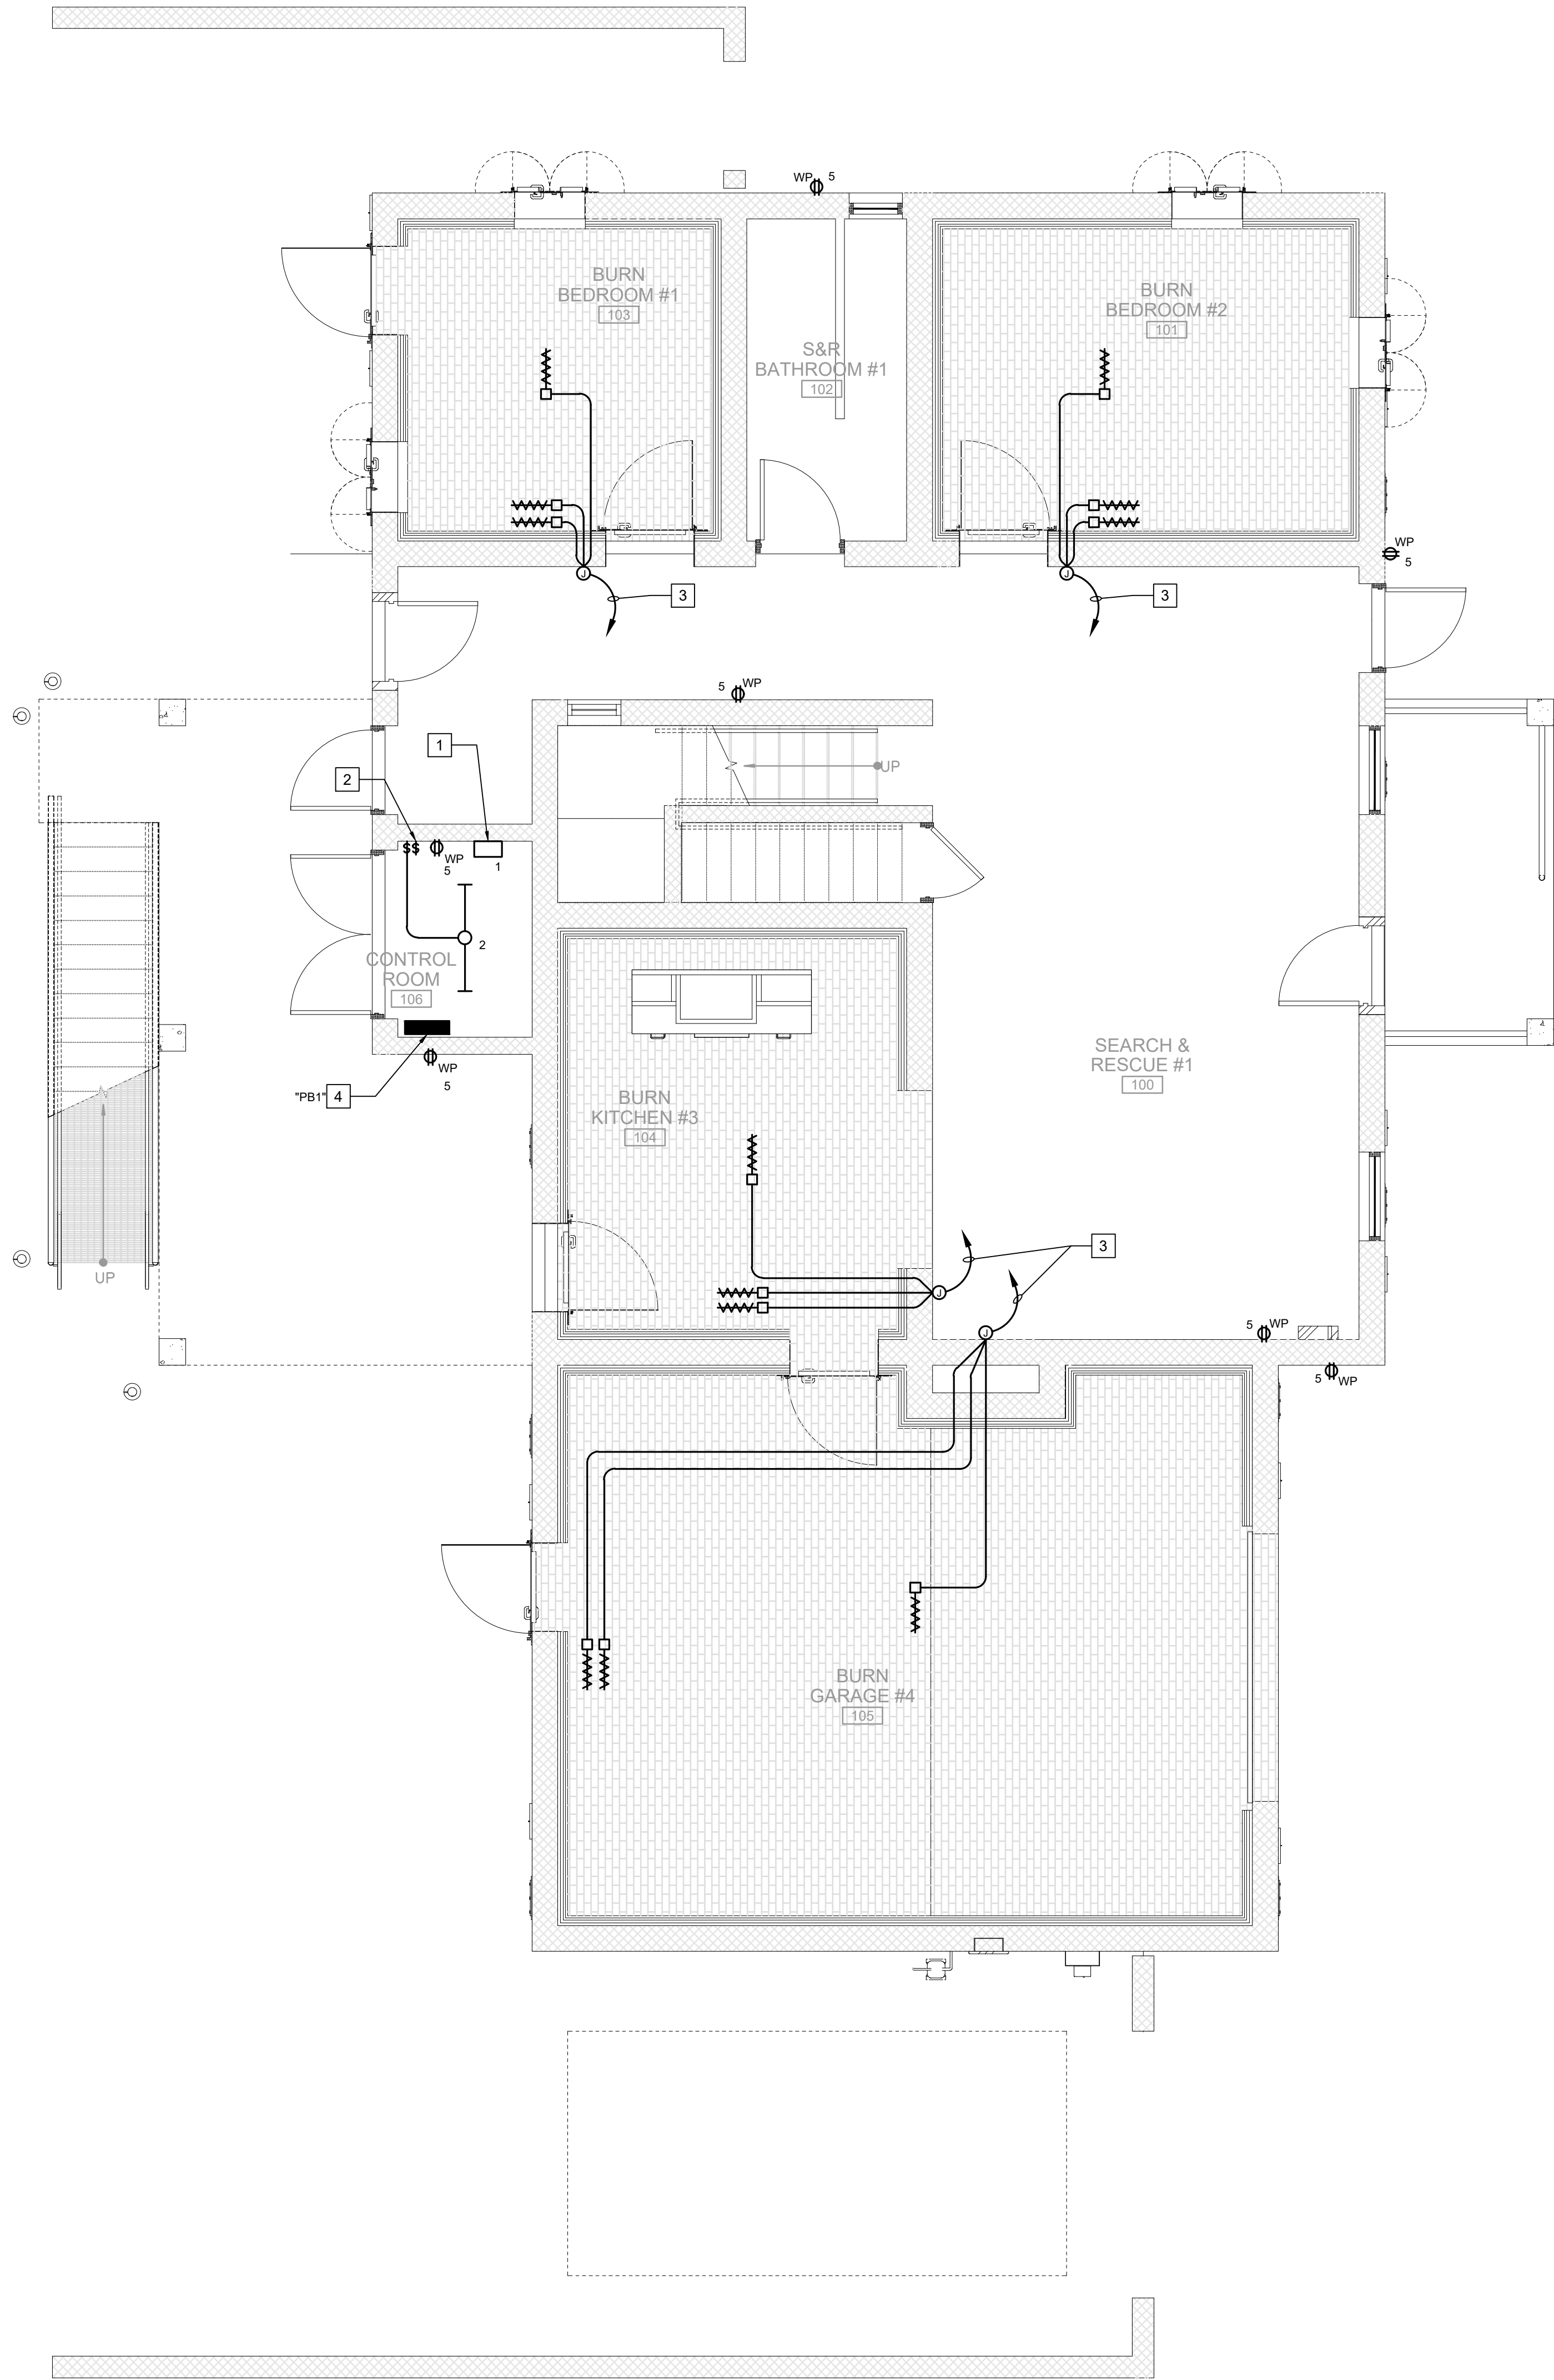 WP 5
BURN
BEDROOM #1
103
BURN
BEDROOM #2
101
S&R
BATHROOM #1
102
WP
5
J
J
3
3
5 WP
1
2
UP
$$
WP
5
1
2
CONTROL
ROOM
106
WP
5
"PB1" 4
SEARCH &
RESCUE #1
100
BURN
KITCHEN #3
104
3
J
UP
J
5 WP
5 WP
BURN
GARAGE #4
105